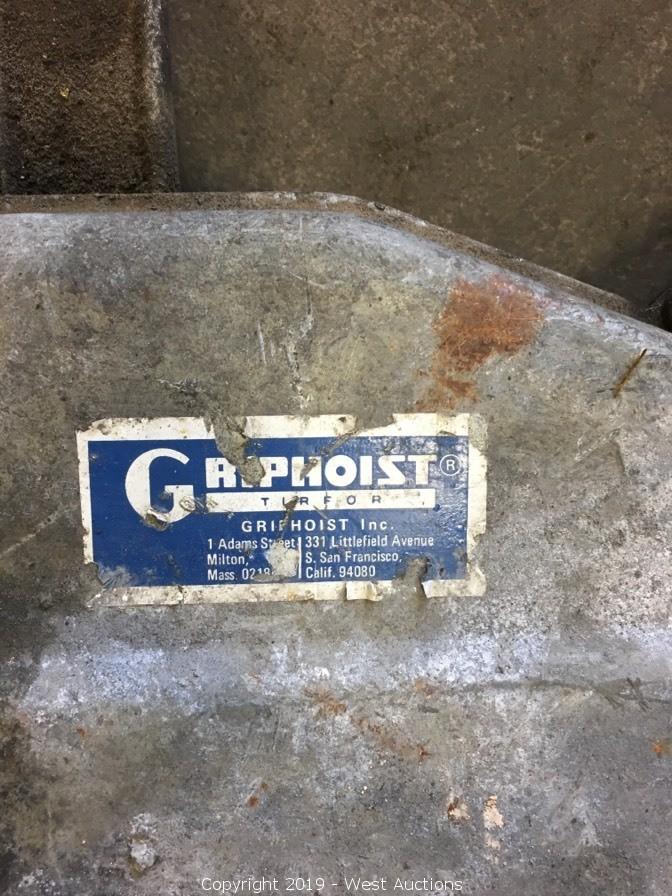 GRIPHOIST®
TIRFOR
GRIPHOIST Inc.
1 Adams Street
Milton,
Mass.
331 Littlefield Avenue
S. San Francisco,
Calif. 94080
Copyright 2019 - West Auctions